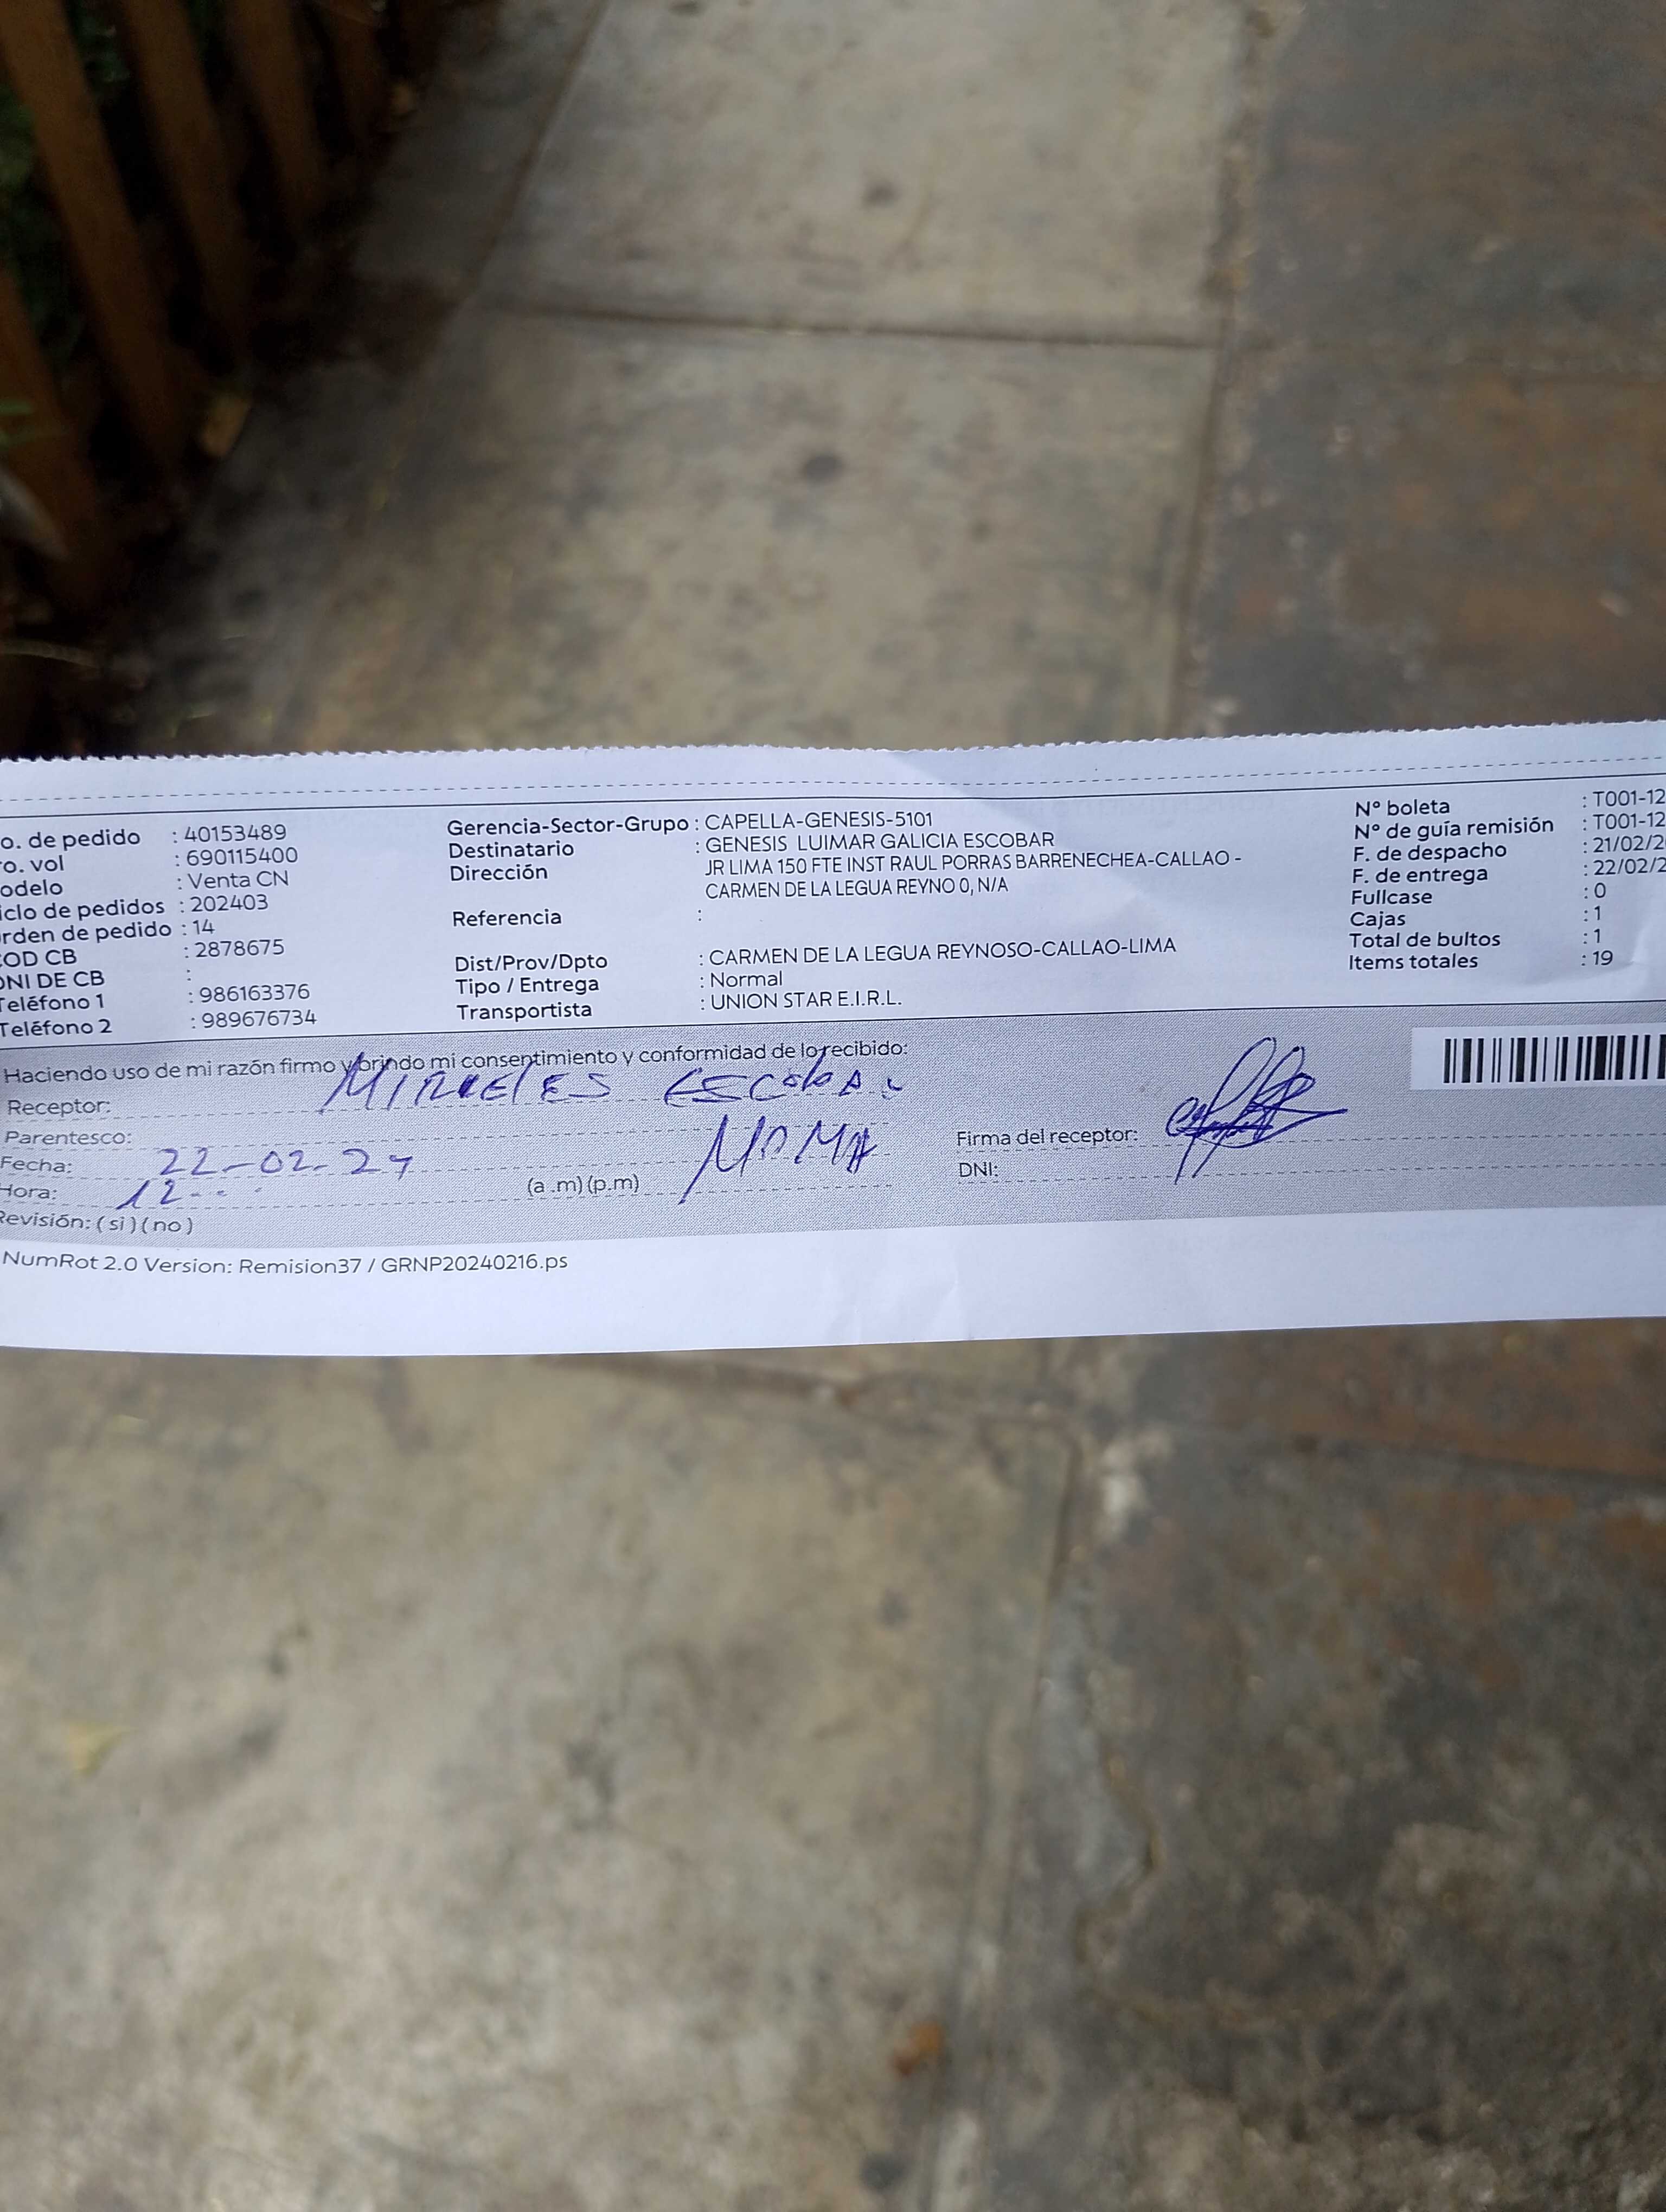 o. de pedido : 40153489
ro. vol : 690115400
odelo : Venta CN
iclo de pedidos : 202403
rden de pedido : 14
OD CB : 2878675
DNI DE CB :
Teléfono 1 : 986163376
Teléfono 2 : 989676734
Gerencia-Sector-Grupo : CAPELLA-GENESIS-5101
Destinatario : GENESIS LUIMAR GALICIA ESCOBAR
Dirección JR LIMA 150 FTE INST RAUL PORRAS BARRENECHEA-CALLAO -
CARMEN DE LA LEGUA REYNO 0, N/A
Referencia :
Dist/Prov/Dpto : CARMEN DE LA LEGUA REYNOSO-CALLAO-LIMA
Tipo / Entrega : Normal
Transportista : UNION STAR E.I.R.L.
N° boleta : T001-12
N° de guía remisión : T001-12
F. de despacho : 21/02/2
F. de entrega : 22/02/2
Fullcase : 0
Cajas : 1
Total de bultos : 1
Items totales : 19
Haciendo uso de mi razón firmo y brindo mi consentimiento y conformidad de lo recibido:
Receptor:
Parentesco: MAMA
Fecha: 22-02-24
Hora: 12 (a .m) (p.m)
Revisión: ( si ) ( no )
Firma del receptor:
DNI:
NumRot 2.0 Version: Remision37 / GRNP20240216.ps